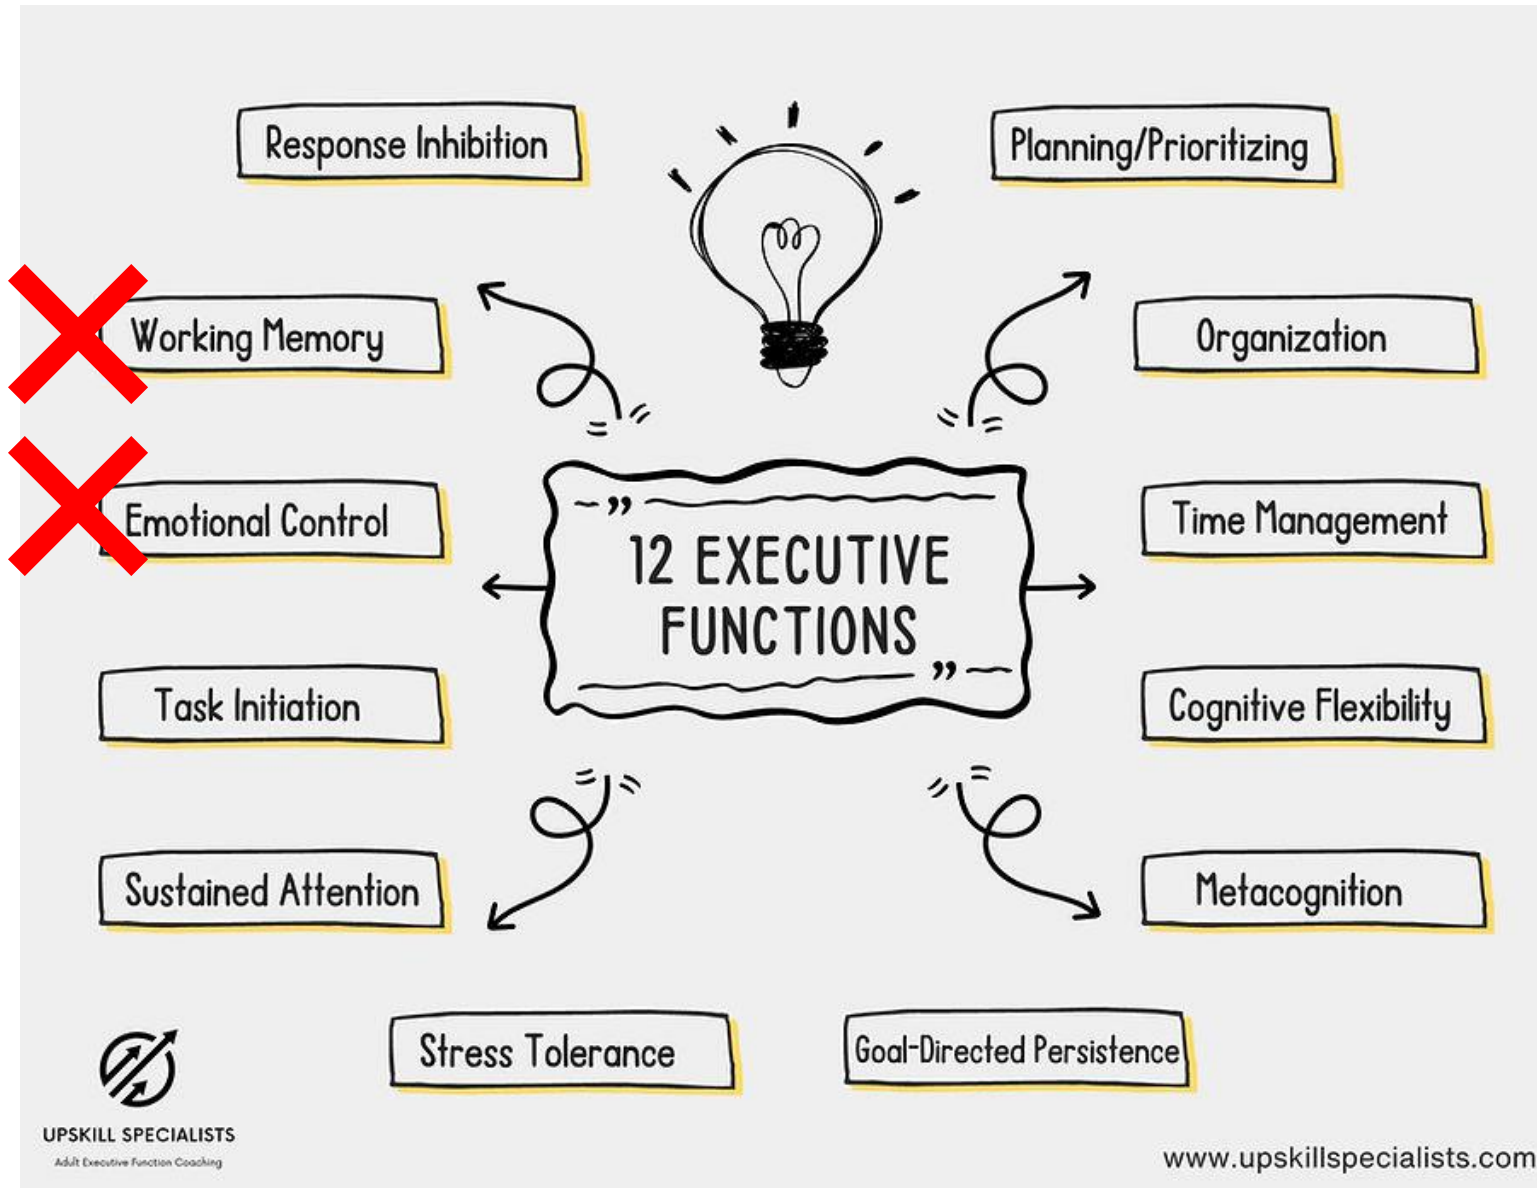 Response Inhibition
Planning/Prioritizing
Working Memory
Organization
Emotional Control
Time Management
12 EXECUTIVE
FUNCTIONS
Task Initiation
Cognitive Flexibility
Sustained Attention
Metacognition
Stress Tolerance
Goal-Directed Persistence
UPSKILL SPECIALISTS
Adult Executive Function Coaching
www.upskillspecialists.com